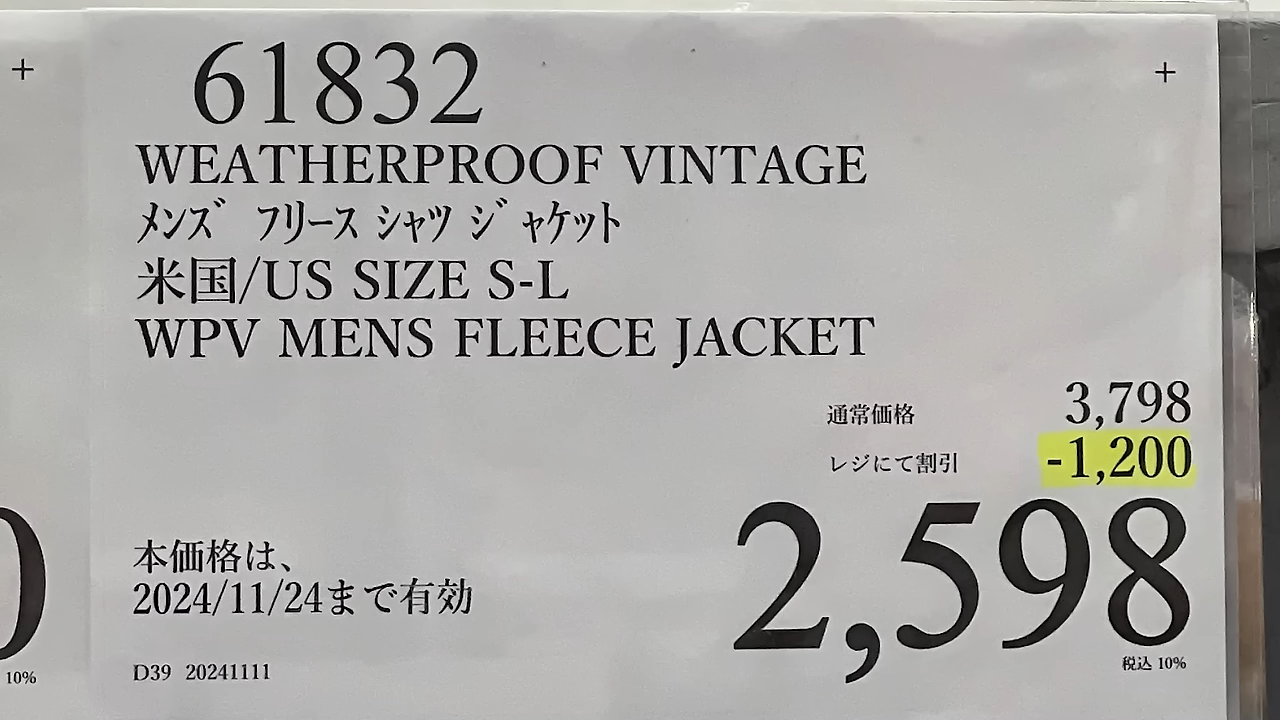 +
+
61832
WEATHERPROOF VINTAGE
ﾒﾝｽﾞ ﾌﾘｰｽ ｼｬﾂ ｼﾞｬｹｯﾄ
米国/US SIZE S-L
WPV MENS FLEECE JACKET
通常価格 3,798
レジにて割引 -1,200
2,598
税込 10%
本価格は、
2024/11/24まで有効
D39 20241111
0
10%